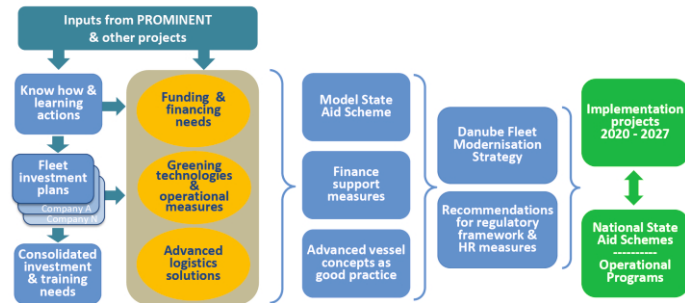 Inputs from PROMINENT
& other projects
Know how &
learning
actions
Fleet
investment
plans
Company A
Company N
Consolidated
investment
& training
needs
Funding &
financing
needs
Greening
technologies
&
operational
measures
Advanced
logistics
solutions
Model State
Aid Scheme
Finance
support
measures
Advanced vessel
concepts as
good practice
Danube Fleet
Modernisation
Strategy
Recommendations
for regulatory
framework &
HR measures
Implementation
projects
2020 - 2027
National State
Aid Schemes
----------
Operational
Programs